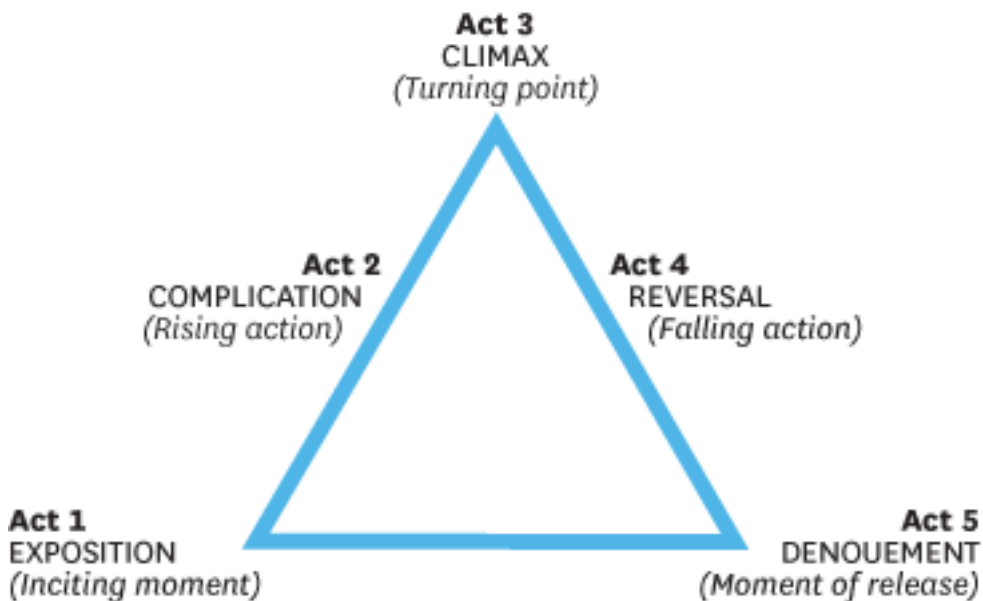 Act 3
CLIMAX
(Turning point)
Act 2
COMPLICATION
(Rising action)
Act 4
REVERSAL
(Falling action)
Act 1
EXPOSITION
(Inciting moment)
Act 5
DENOUEMENT
(Moment of release)